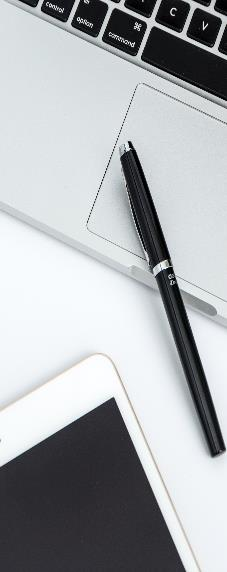 control
option
⌘
command
C
V